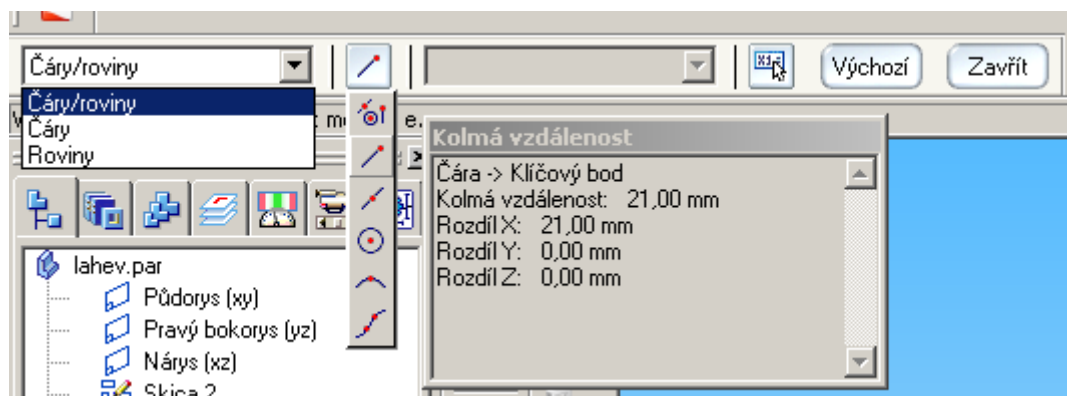 Čáry/roviny
Výchozí
Zavřít
Čáry/roviny
Čáry
Roviny
e.
Kolmá vzdálenost
Čára -> Klíčový bod
Kolmá vzdálenost: 21,00 mm
Rozdíl X: 21,00 mm
Rozdíl Y: 0,00 mm
Rozdíl Z: 0,00 mm
lahev.par
Půdorys (xy)
Pravý bokorys (yz)
Nárys (xz)
Skica 2